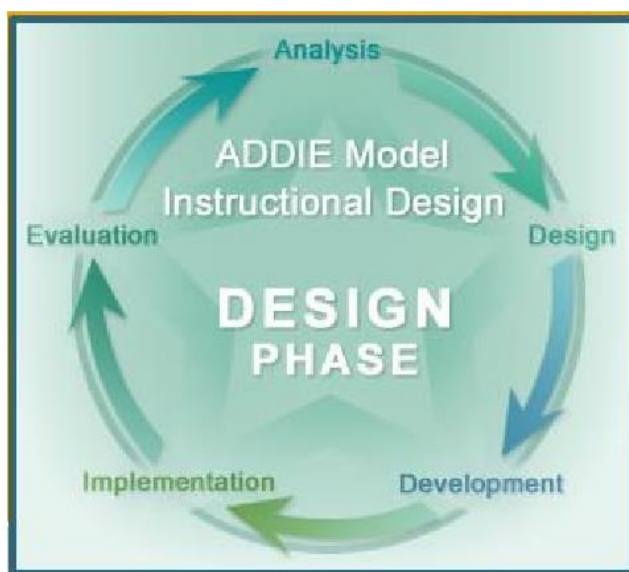 Analysis
ADDIE Model
Instructional Design
Evaluation
Design
DESIGN
PHASE
Implementation
Development